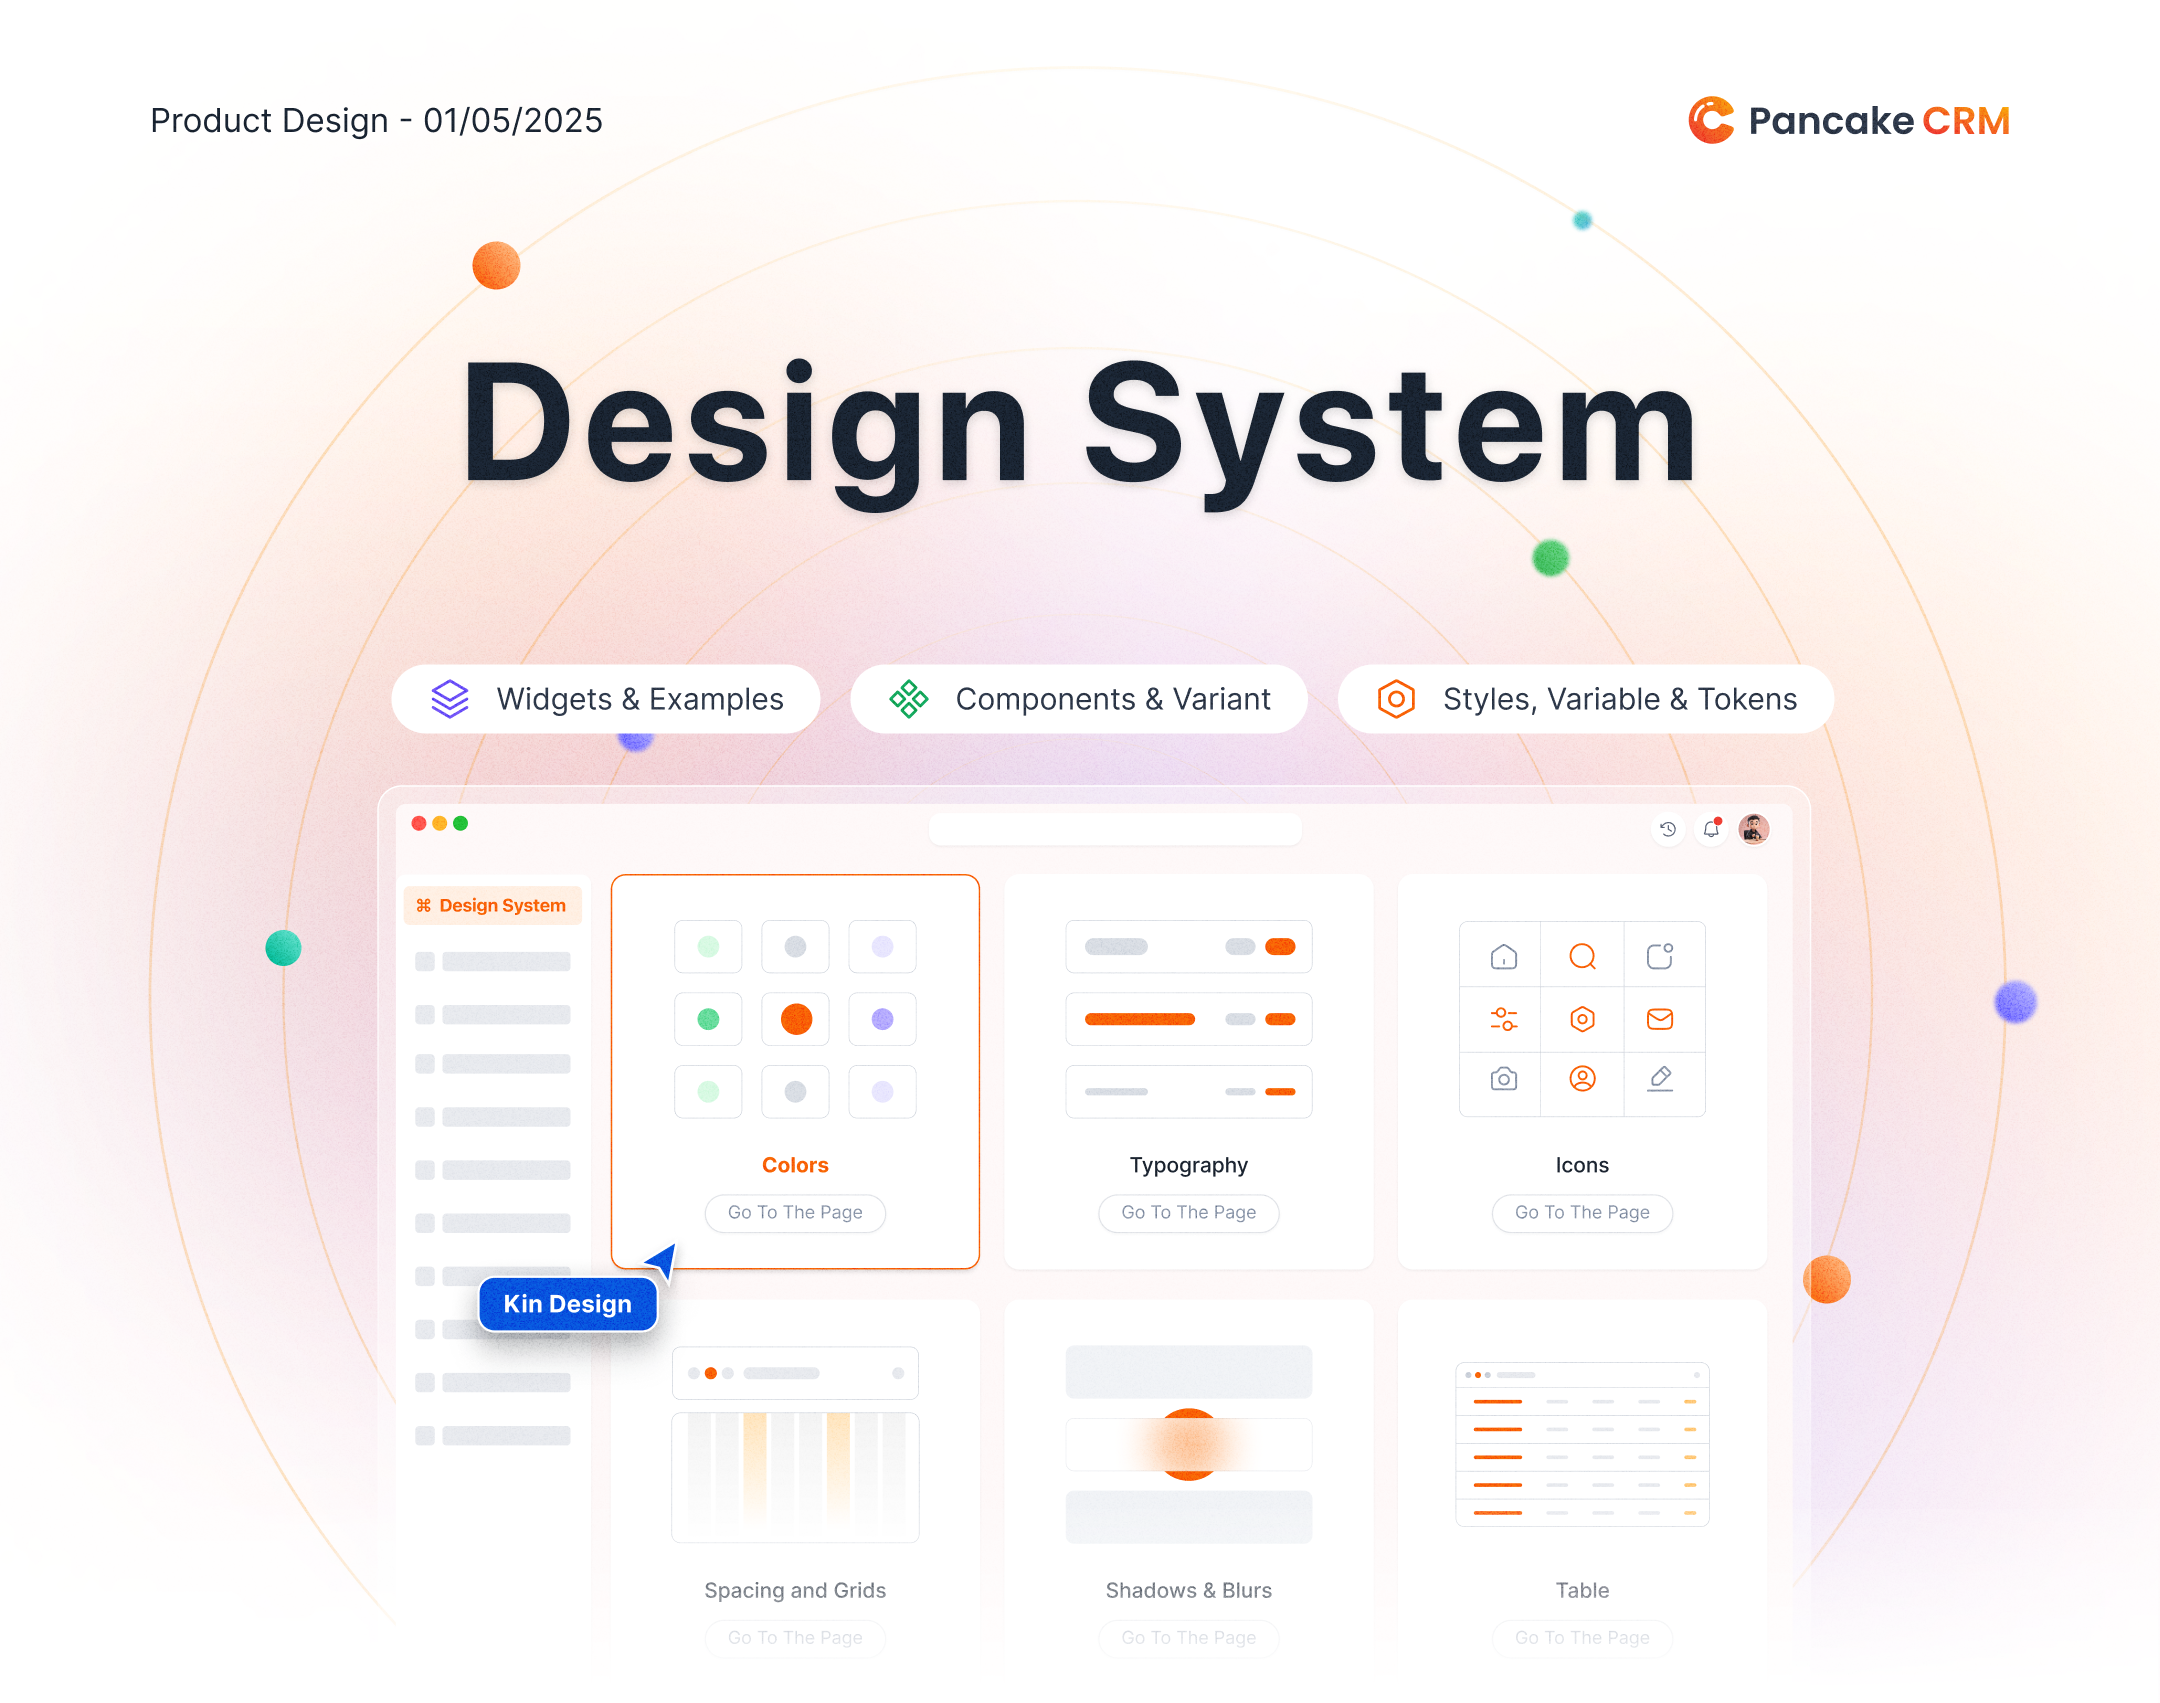 Product Design - 01/05/2025
Pancake CRM
Design System
Widgets & Examples
Components & Variant
Styles, Variable & Tokens
⌘ Design System
Colors
Go To The Page
Typography
Go To The Page
Icons
Go To The Page
Kin Design
Spacing and Grids
Go To The Page
Shadows & Blurs
Go To The Page
Table
Go To The Page